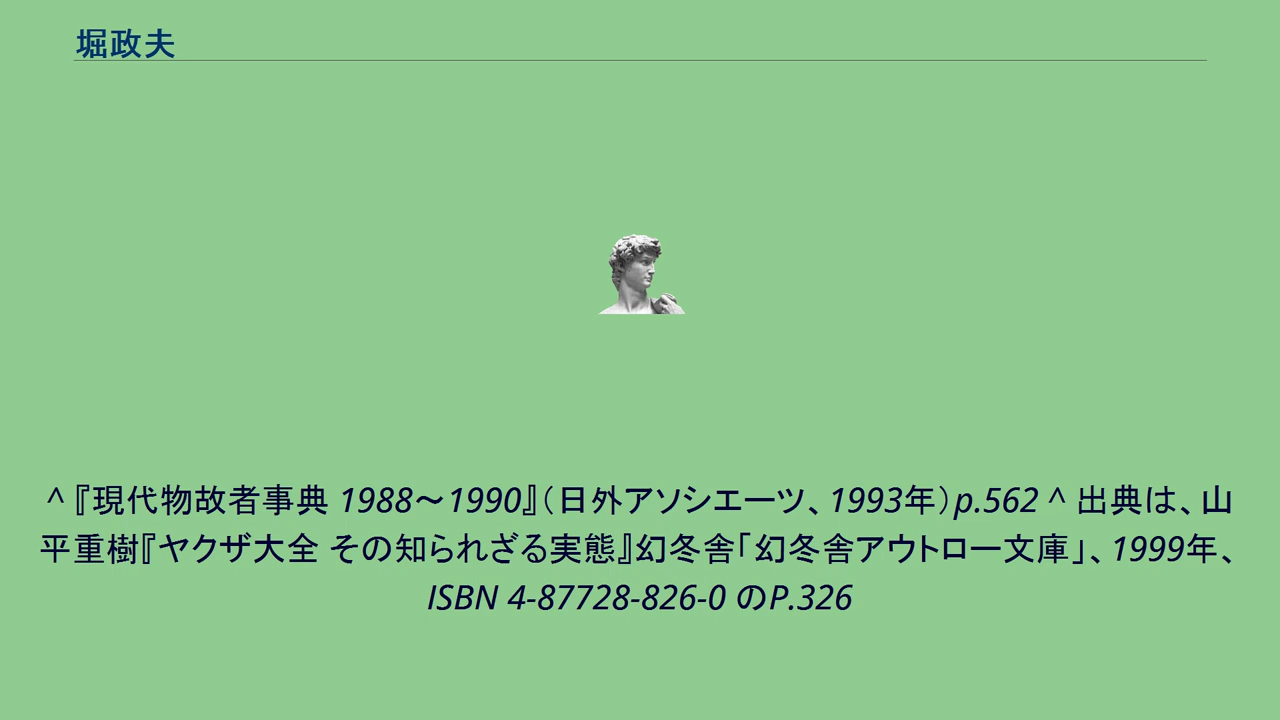 堀政夫
^『現代物故者事典 1988〜1990』（日外アソシエーツ、1993年）p.562 ^ 出典は、山
平重樹『ヤクザ大全 その知られざる実態』幻冬舎「幻冬舎アウトロー文庫」、1999年、
ISBN 4-87728-826-0 のP.326